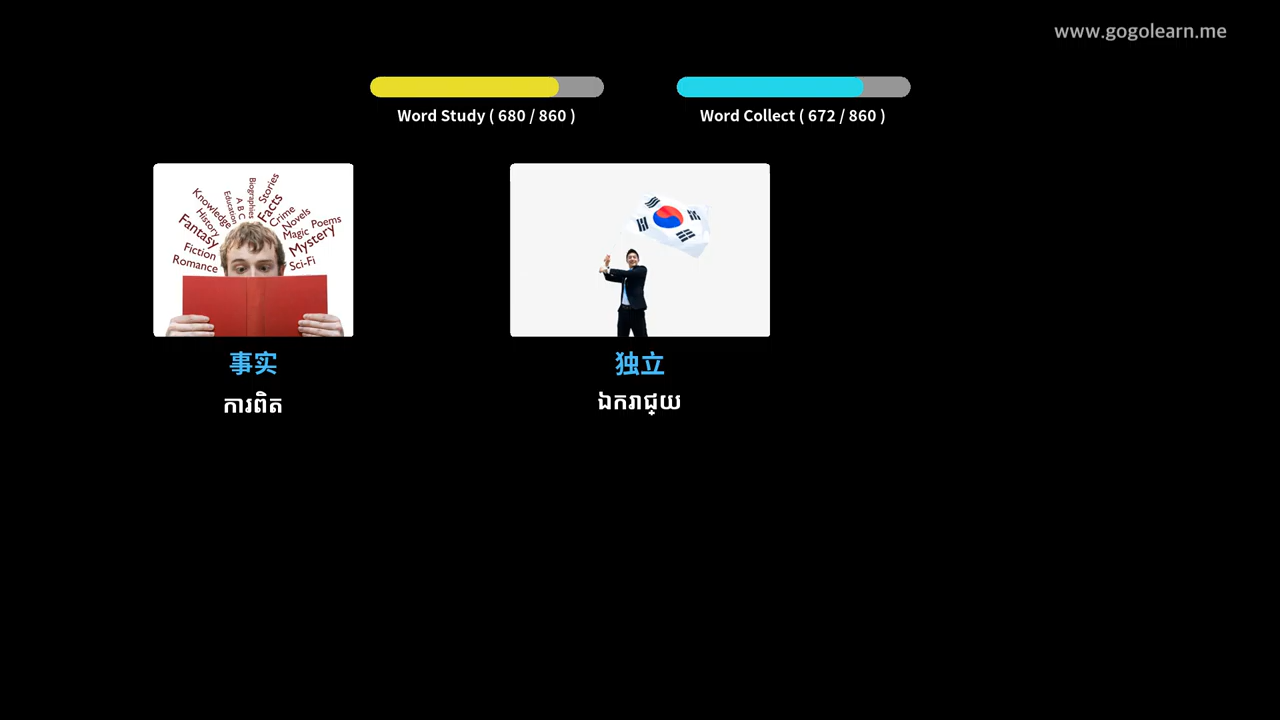 www.gogolearn.me
Word Study ( 680 / 860 )
Word Collect ( 672 / 860 )
Knowledge
History
Fantasy
Fiction
Romance
Education
A B C
Biographies
Stories
Facts
Crime
Novels
Magic
Poems
Mystery
Sci-Fi
事实
独立
ការពិត
ឯករាជ្យ